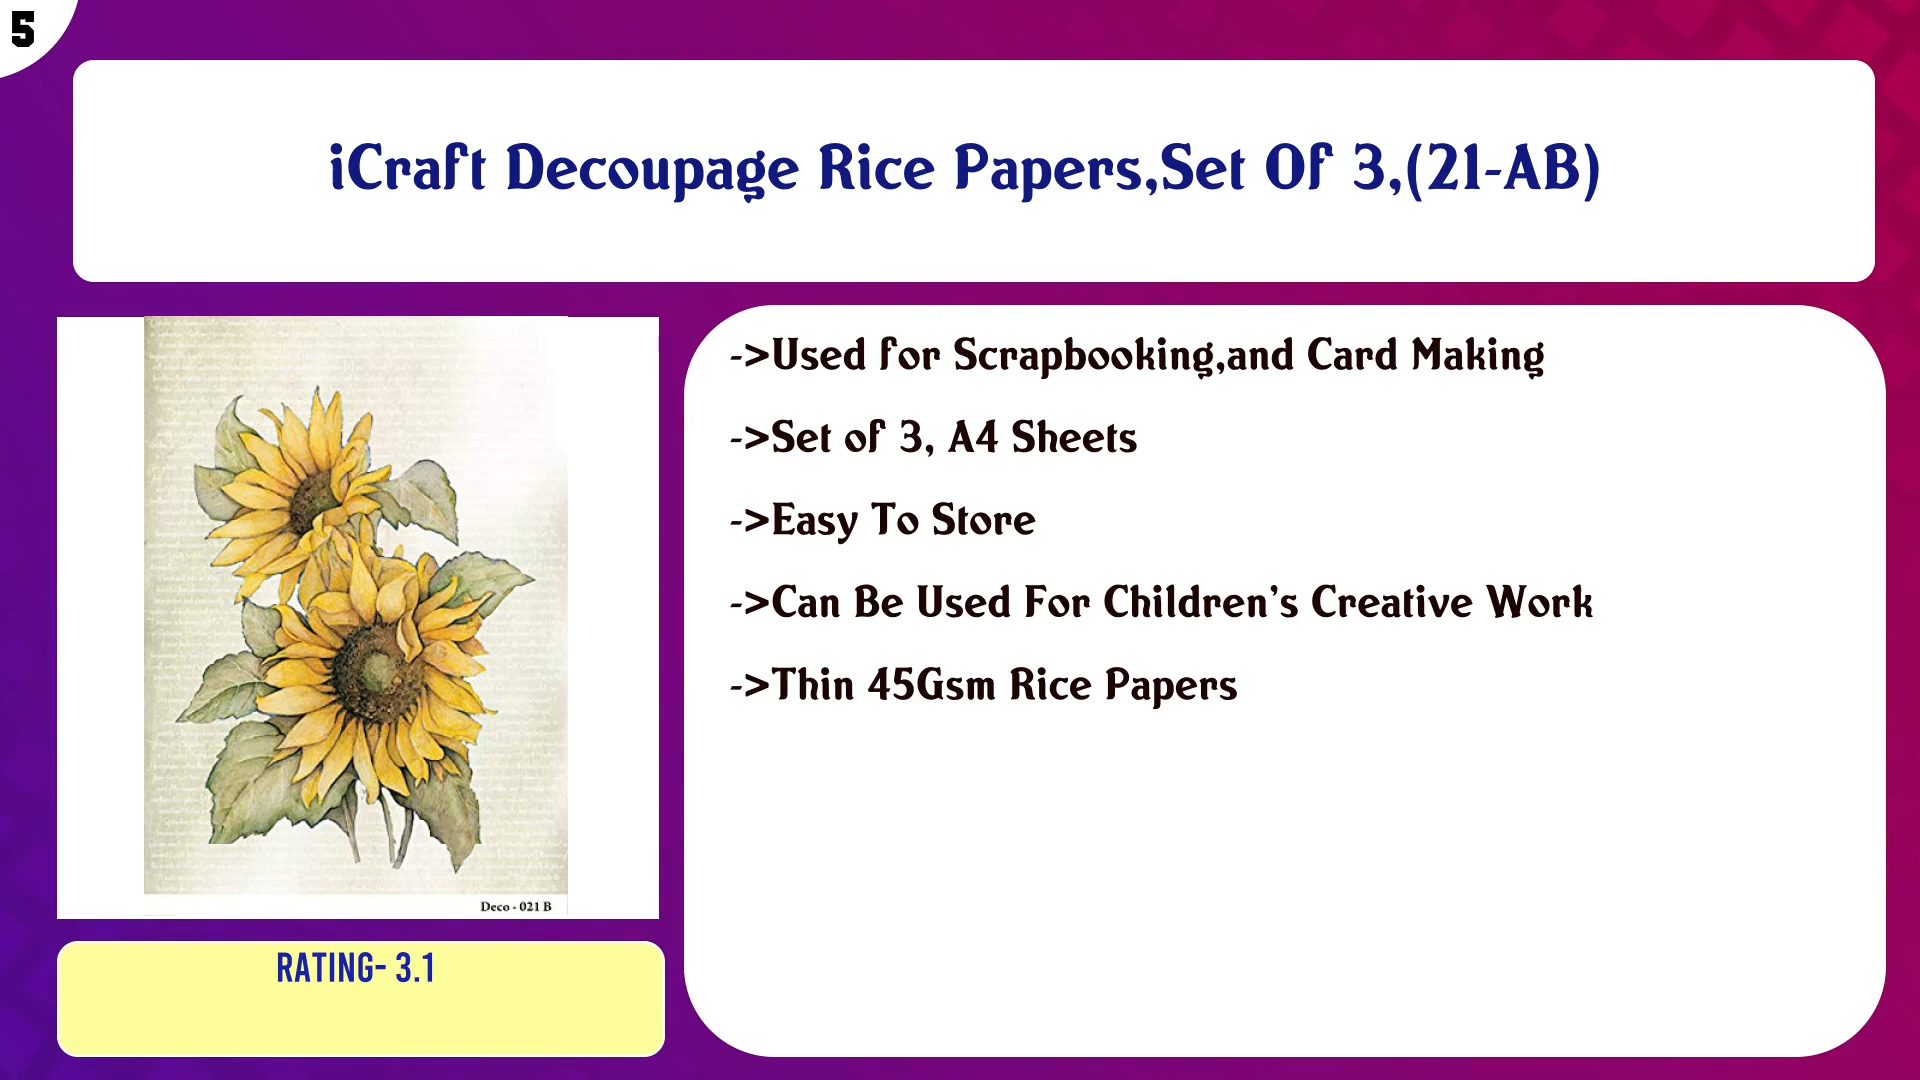 5
iCraft Decoupage Rice Papers,Set Of 3,(21-AB)
->Used for Scrapbooking,and Card Making
->Set of 3, A4 Sheets
->Easy To Store
->Can Be Used For Children's Creative Work
->Thin 45Gsm Rice Papers
Deco - 021 B
RATING- 3.1